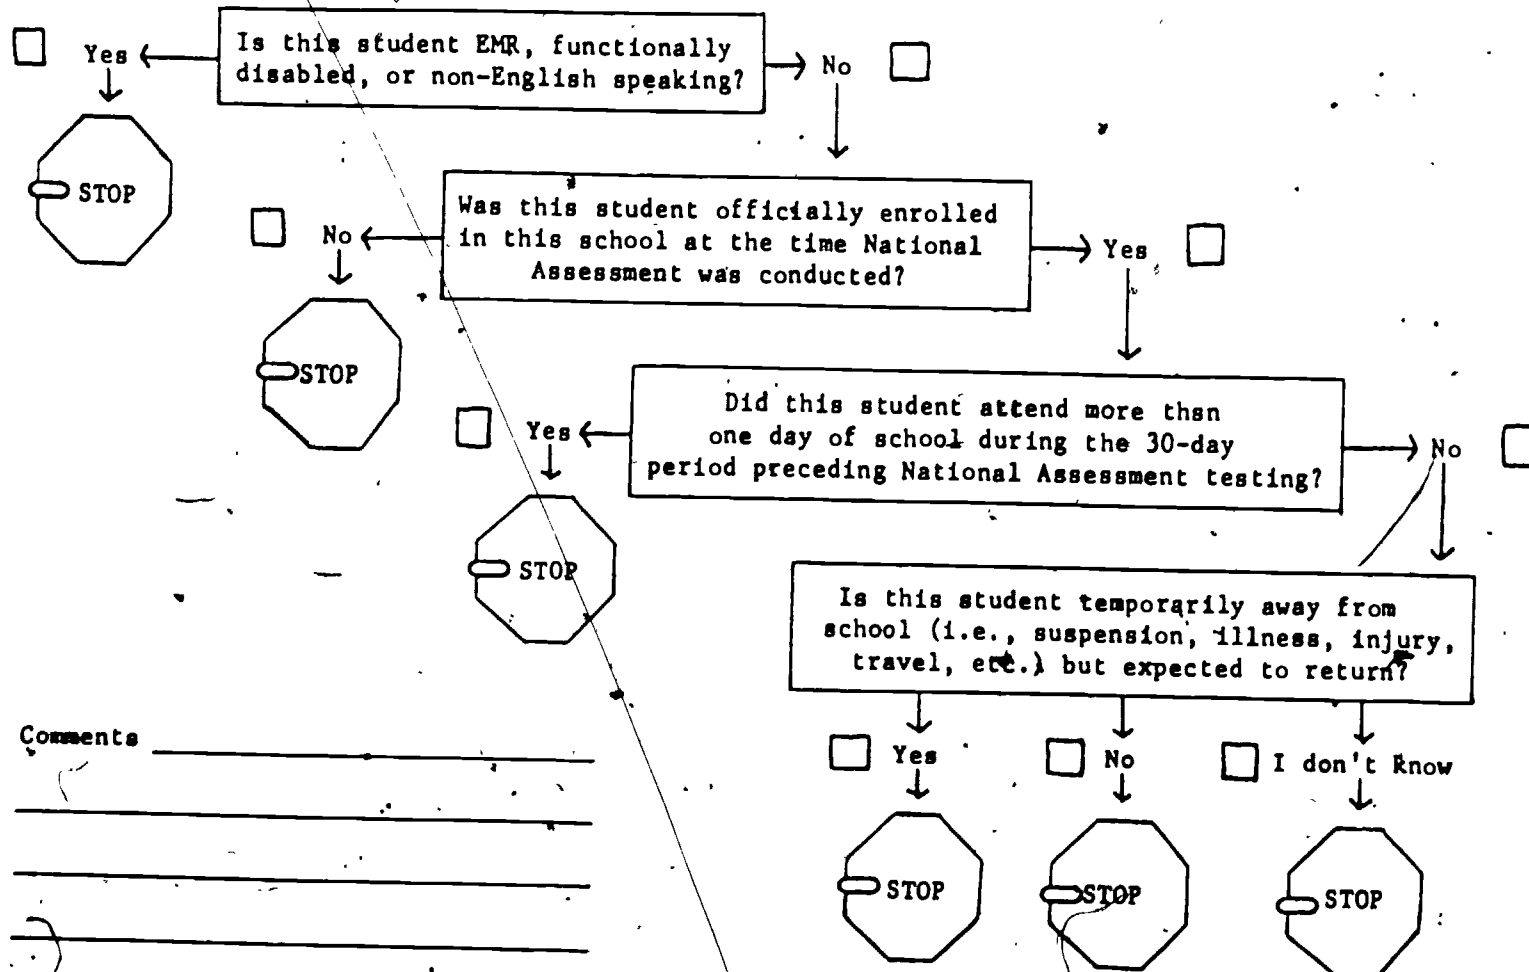 Is this student EMR, functionally
disabled, or non-English speaking?
Yes
No
STOP
Was this student officially enrolled
in this school at the time National
Assessment was conducted?
No
Yes
STOP
Did this student attend more thsn
one day of school during the 30-day
period preceding National Assessment testing?
Yes
No
STOP
Is this student temporarily away from
school (i.e., suspension, illness, injury,
travel, etc.) but expected to return?
Comments
Yes
No
I don't know
STOP
STOP
STOP